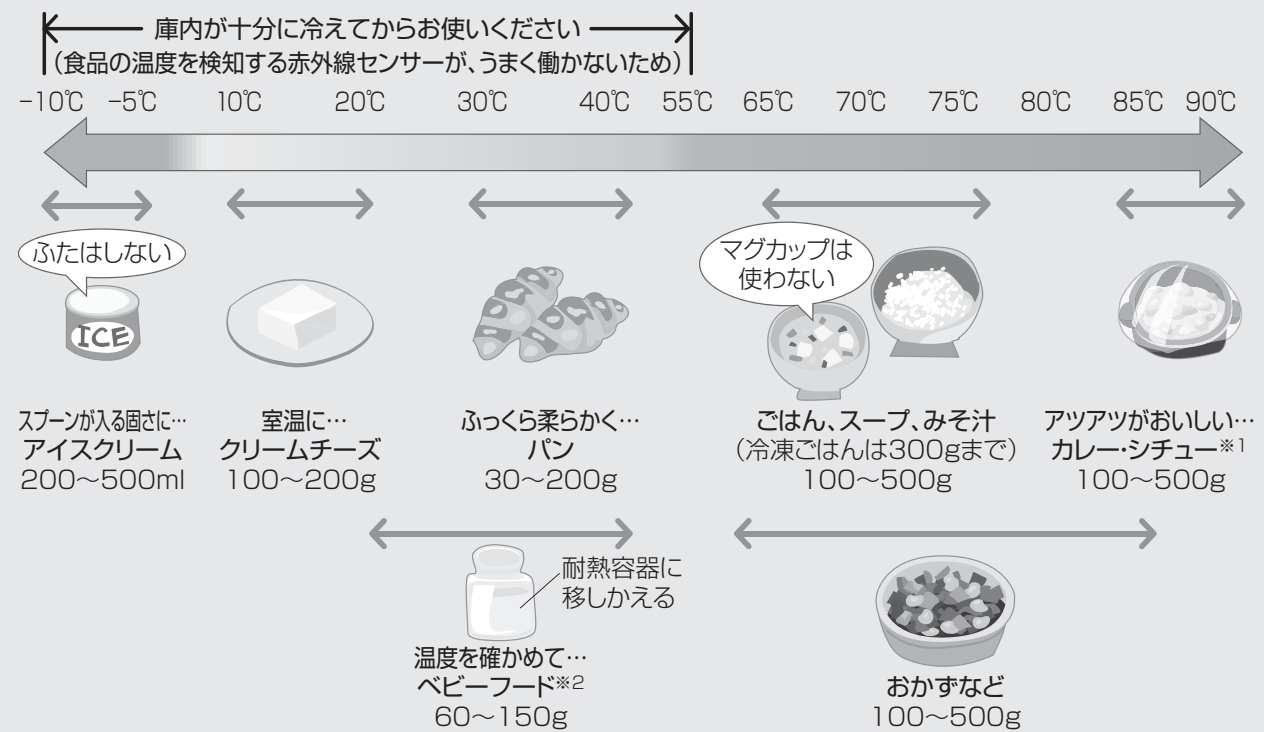 庫内が十分に冷えてからお使いください
(食品の温度を検知する赤外線センサーが、うまく働かないため)
−10℃ −5℃ 10℃ 20℃ 30℃ 40℃ 55℃ 65℃ 70℃ 75℃ 80℃ 85℃ 90℃
ふたはしない
ICE
マグカップは
使わない
スプーンが入る固さに…
アイスクリーム
200〜500ml
室温に…
クリームチーズ
100〜200g
ふっくら柔らかく…
パン
30〜200g
ごはん、スープ、みそ汁
(冷凍ごはんは300gまで)
100〜500g
アツアツがおいしい…
カレー・シチュー※1
100〜500g
耐熱容器に
移しかえる
温度を確かめて…
ベビーフード※2
60〜150g
おかずなど
100〜500g